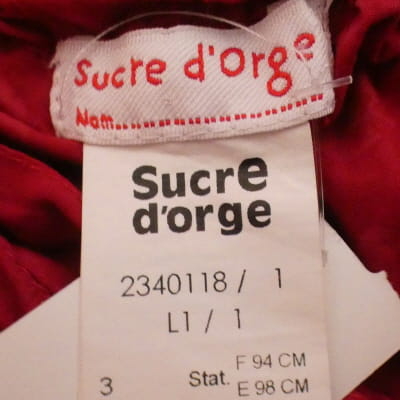 Sucre d'Orge
Nom..............................
Sucre
d'orge
2340118 / 1
L1 / 1
F 94 CM
3 Stat. E 98 CM